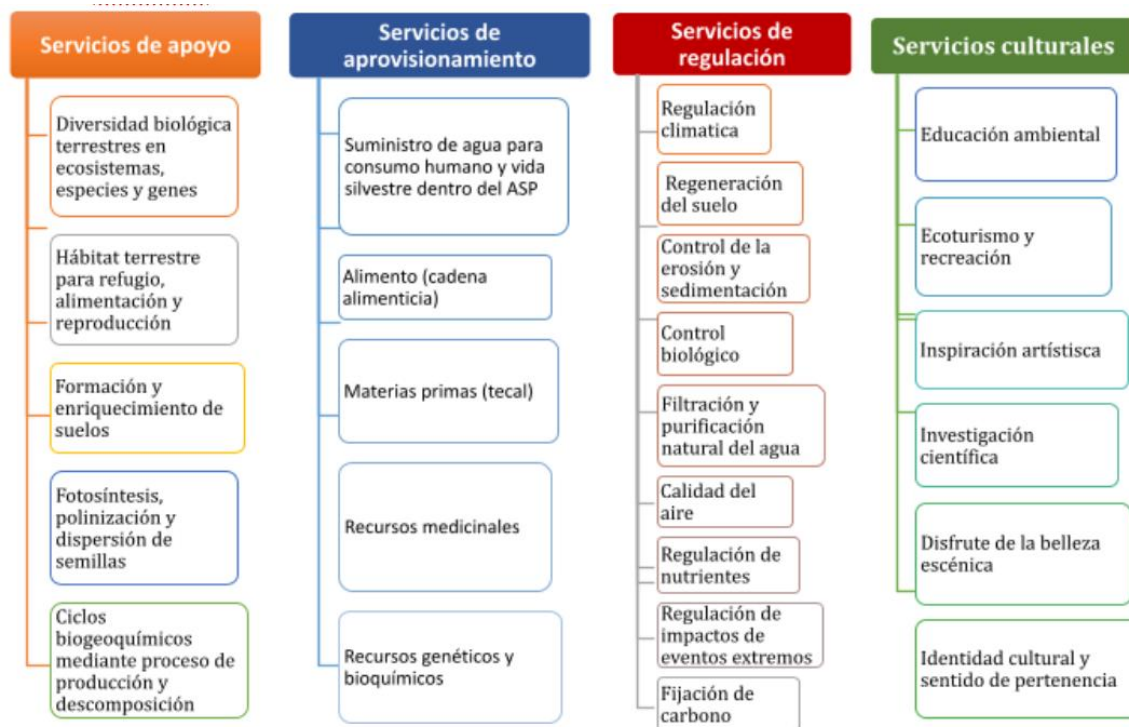 Servicios de apoyo
Diversidad biológica
terrestres en
ecosistemas,
especies y genes
Hábitat terrestre
para refugio,
alimentación y
reproducción
Formación y
enriquecimiento de
suelos
Fotosíntesis,
polinización y
dispersión de
semillas
Ciclos
biogeoquímicos
mediante proceso de
producción y
descomposición
Servicios de
aprovisionamiento
Suministro de agua para
consumo humano y vida
silvestre dentro del ASP
Alimento (cadena
alimenticia)
Materias primas (tecal)
Recursos medicinales
Recursos genéticos y
bioquímicos
Servicios de
regulación
Regulación
climatica
Regeneración
del suelo
Control de la
erosión y
sedimentación
Control
biológico
Filtración y
purificación
natural del agua
Calidad del
aire
Regulación de
nutrientes
Regulación de
impactos de
eventos extremos
Fijación de
carbono
Servicios culturales
Educación ambiental
Ecoturismo y
recreación
Inspiración artístisca
Investigación
científica
Disfrute de la belleza
escénica
Identidad cultural y
sentido de pertenencia